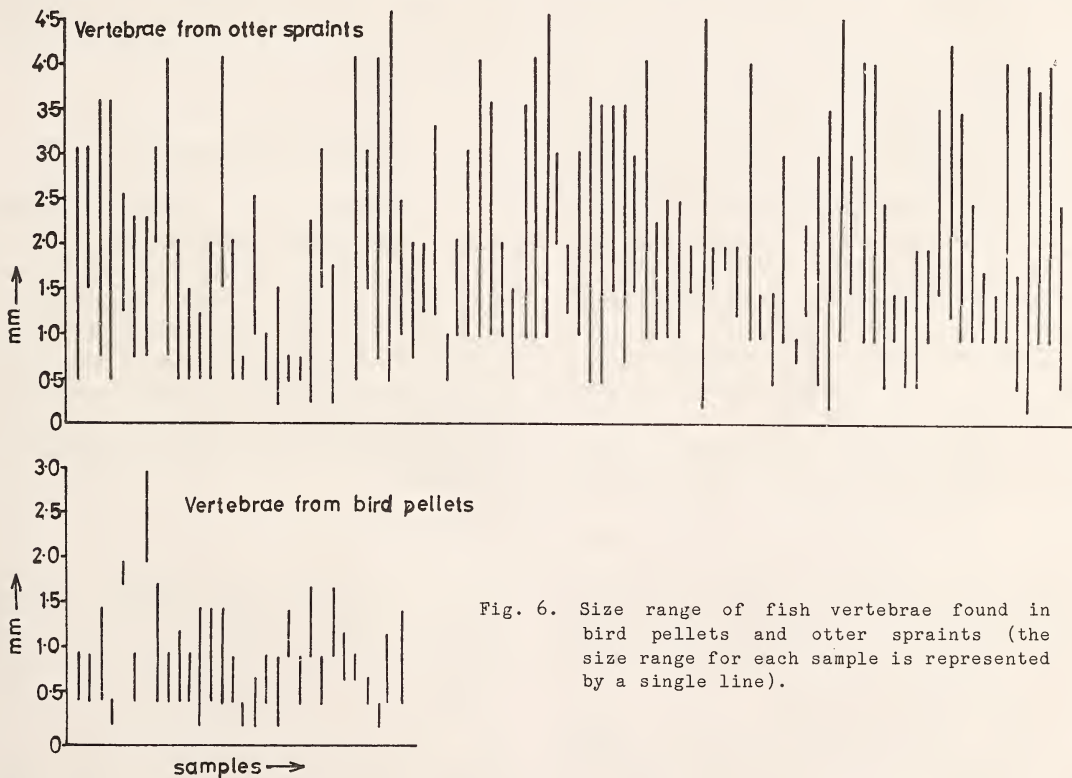 Vertebrae from otter spraints
4·5
4·0
3·5
3·0
2·5
2·0
1·5
1·0
0·5
0
mm →
Vertebrae from bird pellets
3·0
2·5
2·0
1·5
1·0
0·5
0
mm →
samples →
Fig. 6. Size range of fish vertebrae found in
bird pellets and otter spraints (the
size range for each sample is represented
by a single line).